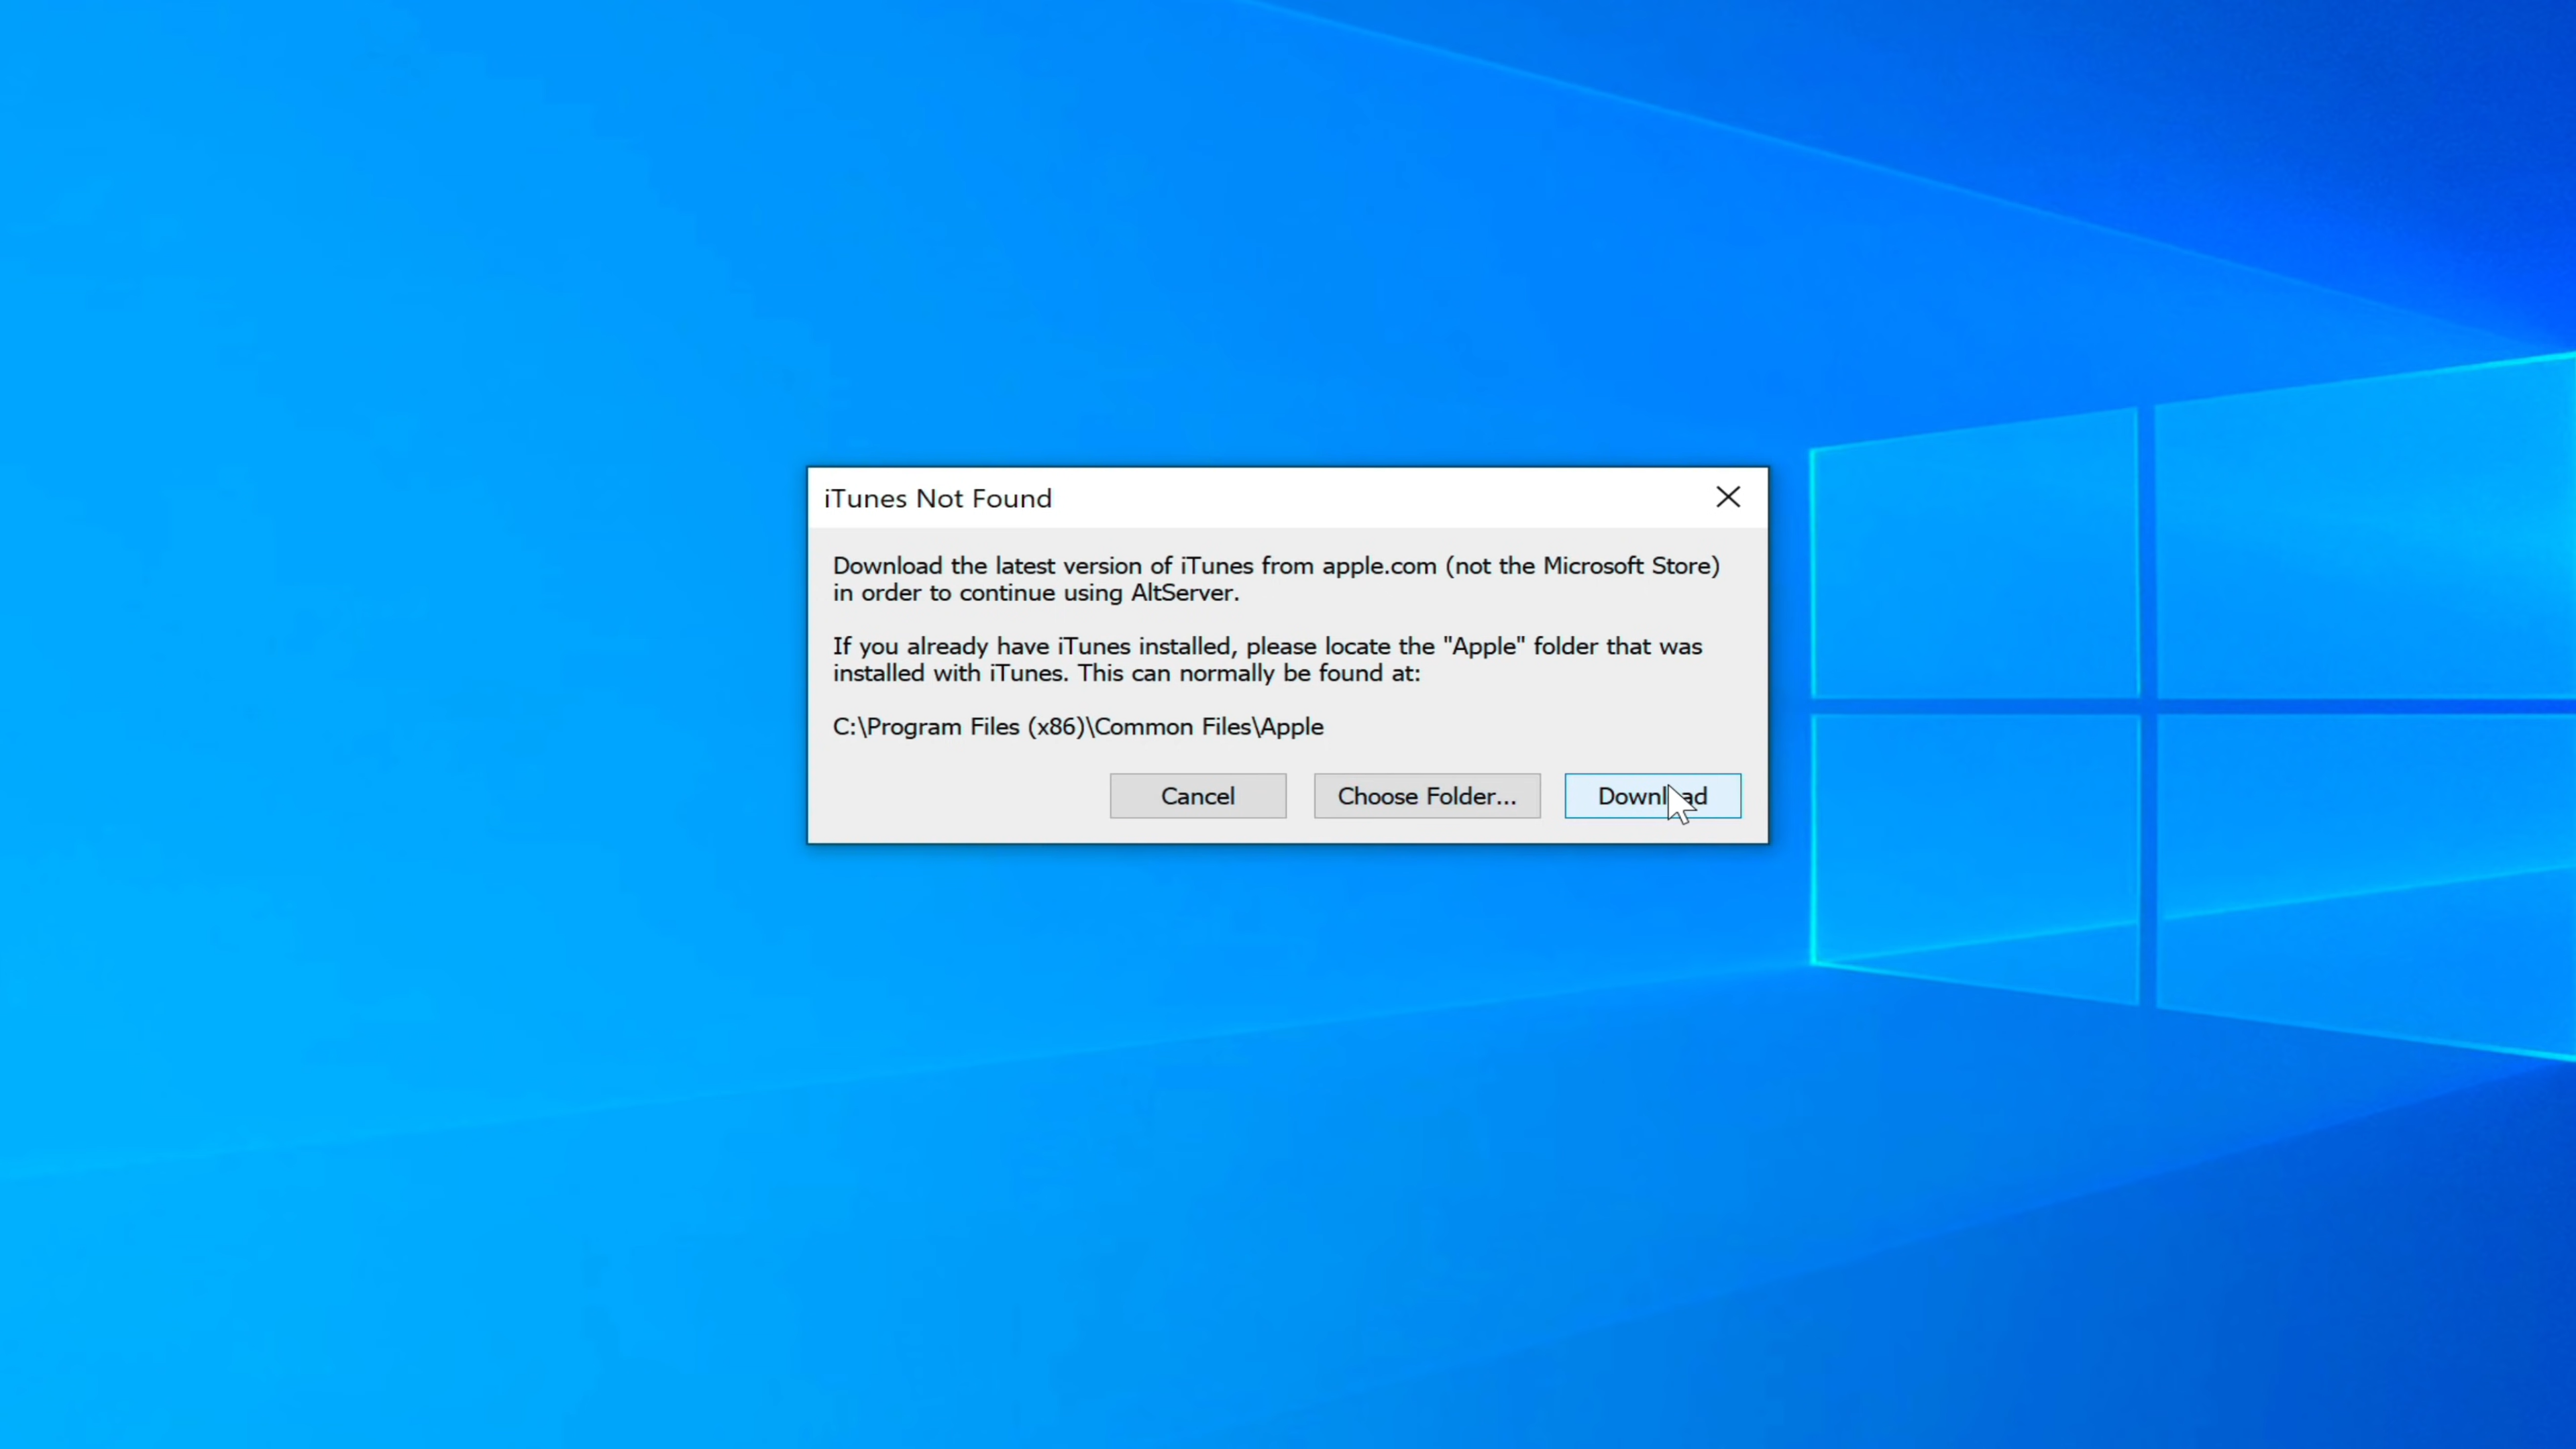 iTunes Not Found
Download the latest version of iTunes from apple.com (not the Microsoft Store)
in order to continue using AltServer.
If you already have iTunes installed, please locate the "Apple" folder that was
installed with iTunes. This can normally be found at:
C:\Program Files (x86)\Common Files\Apple
Cancel
Choose Folder...
Download